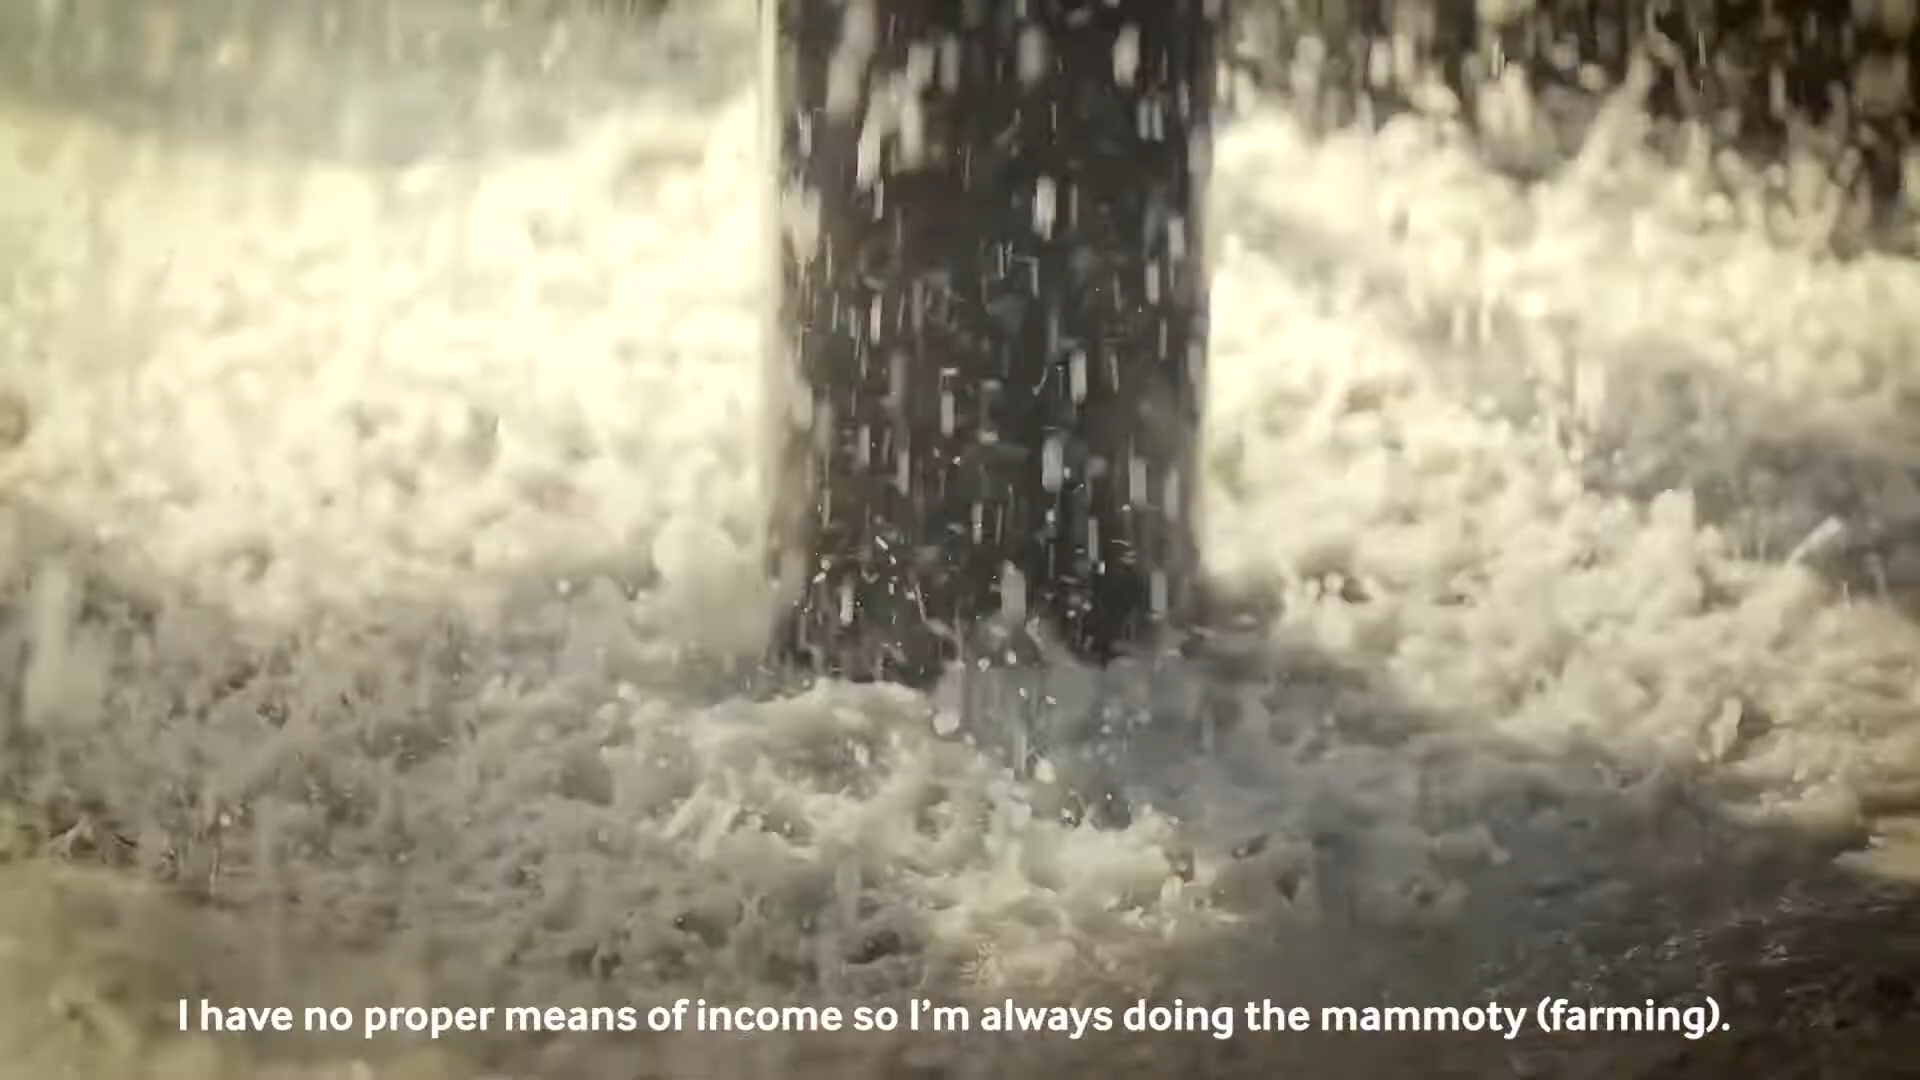 I have no proper means of income so I’m always doing the mammoty (farming).